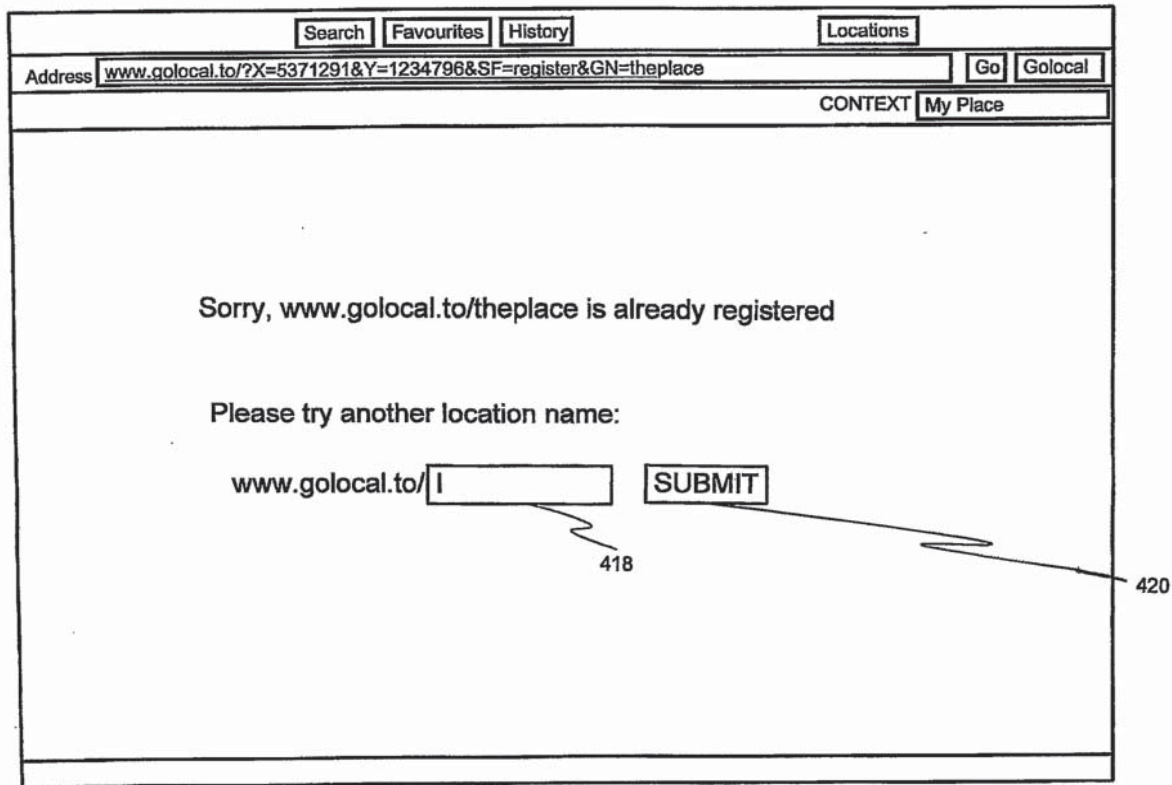 Search Favourites History Locations
Address www.golocal.to/?X=5371291&Y=1234796&SF=register&GN=theplace Go Golocal
CONTEXT My Place
Sorry, www.golocal.to/theplace is already registered
Please try another location name:
www.golocal.to/ SUBMIT
418
420